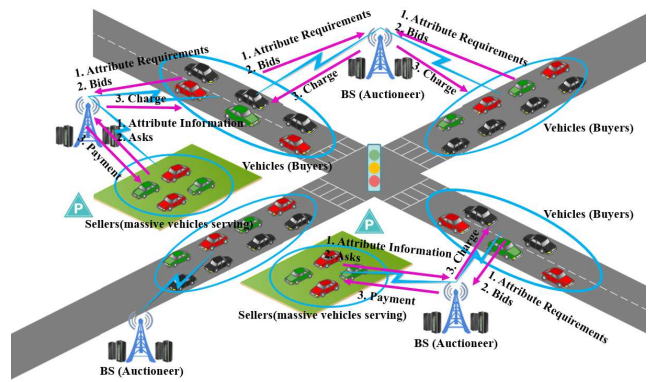 1. Attribute Requirements
2. Bids
3. Charge
1. Attribute Information
2. Asks
Payment
Vehicles (Buyers)
P
Sellers(massive vehicles serving)
1. Attribute Requirements
2. Bids
3. Charge
BS (Auctioneer)
1. Attribute Requirements
2. Bids
3. Charge
Vehicles (Buyers)
Vehicles (Buyers)
P
1. Attribute Information
2. Asks
3. Payment
Sellers(massive vehicles serving)
3. Charge
1. Attribute Requirements
2. Bids
BS (Auctioneer)
BS (Auctioneer)